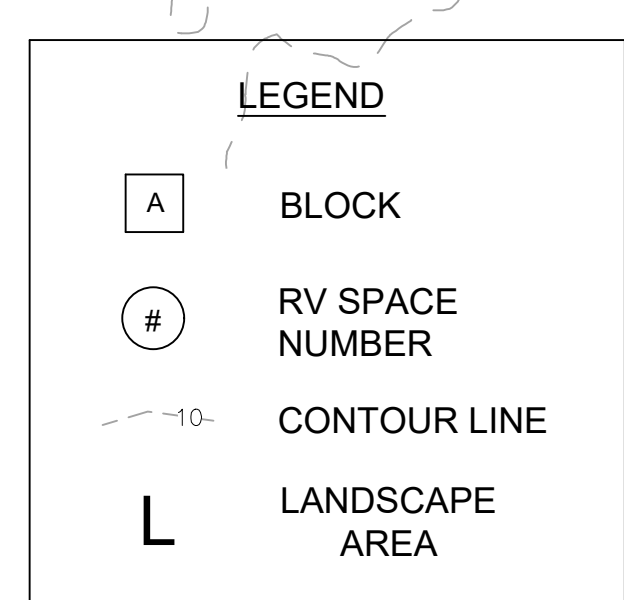 LEGEND
A BLOCK
# RV SPACE
NUMBER
10 CONTOUR LINE
L LANDSCAPE
AREA